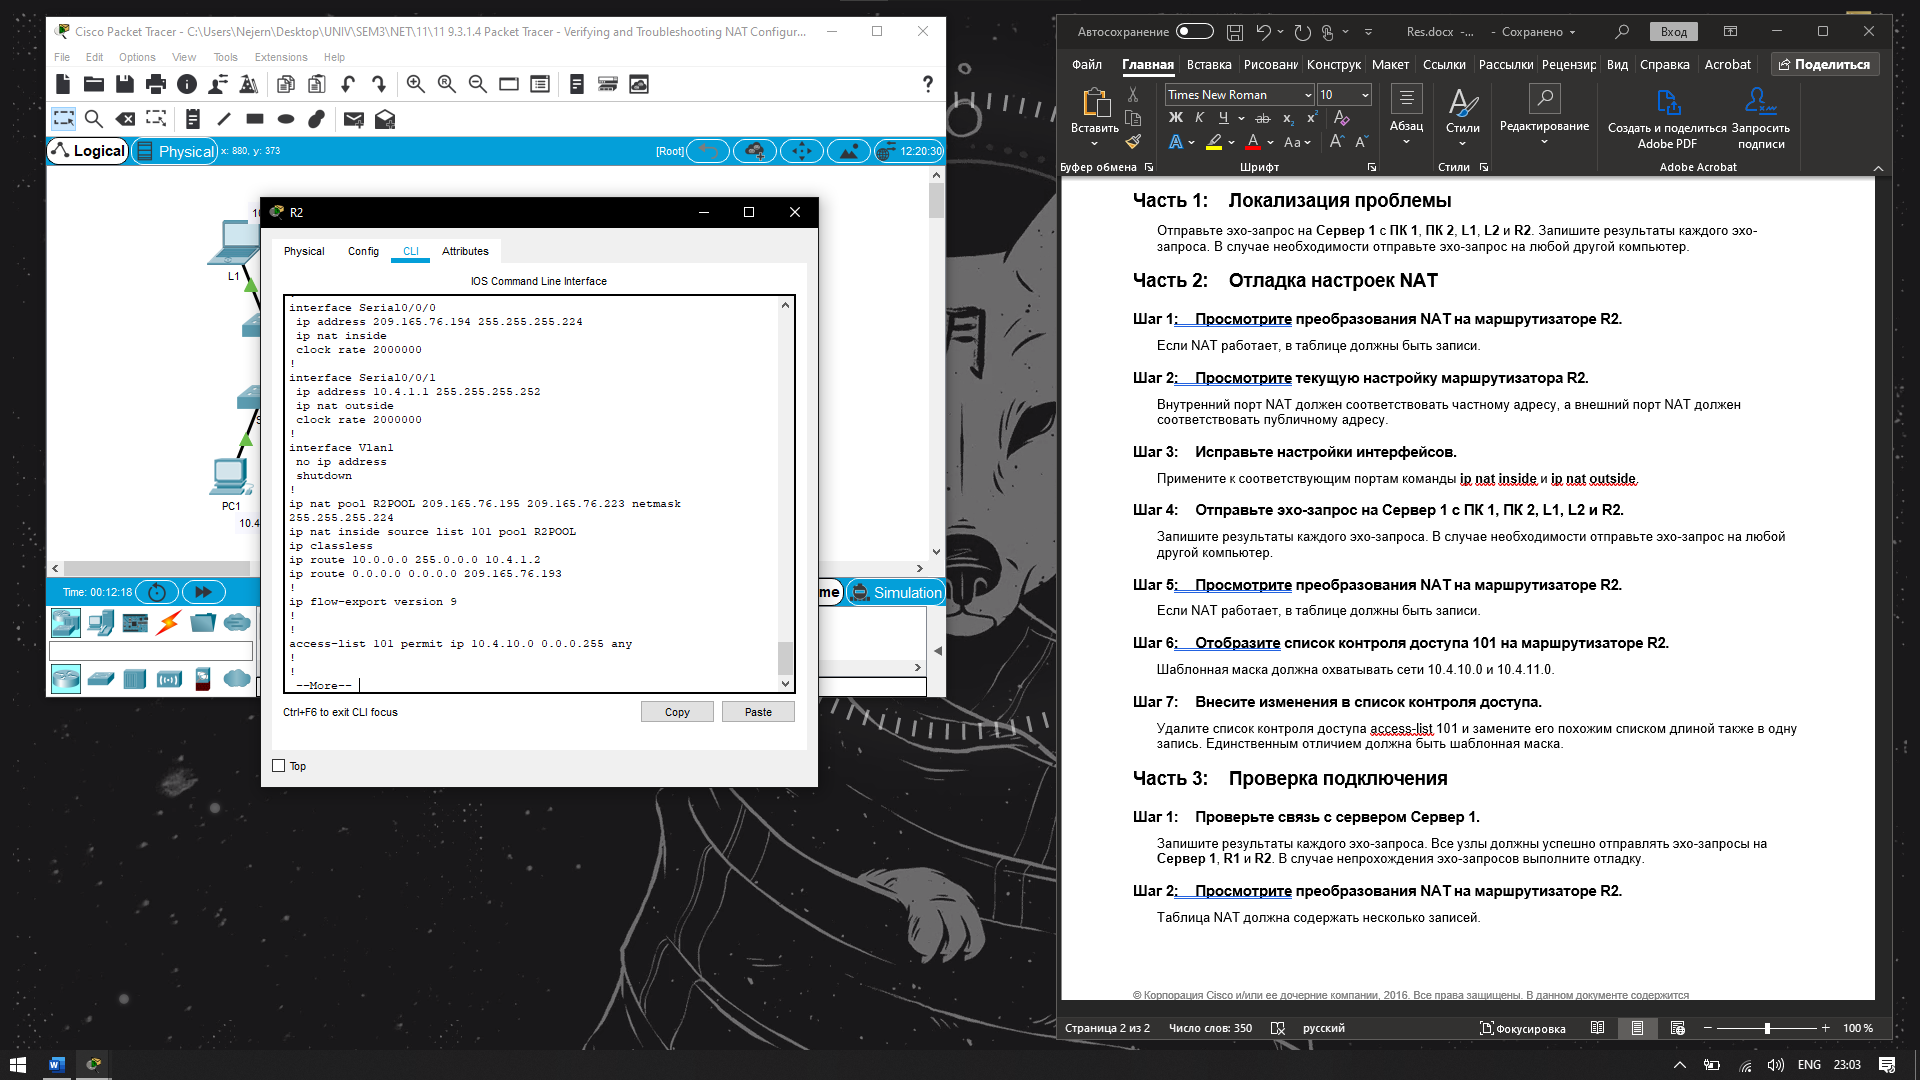 Cisco Packet Tracer - C:\Users\Nejern\Desktop\UNIV\SEM3\NET\11\11 9.3.1.4 Packet Tracer - Verifying and Troubleshooting NAT Configur...
File Edit Options View Tools Extensions Help
Logical Physical x: 880, y: 373 [Root] 12:20:30
L1
PC1
10.4
Time: 00:12:18
me Simulation
R2
Physical Config CLI Attributes
IOS Command Line Interface
!
interface Serial0/0/0
ip address 209.165.76.194 255.255.255.224
ip nat inside
clock rate 2000000
!
interface Serial0/0/1
ip address 10.4.1.1 255.255.255.252
ip nat outside
clock rate 2000000
!
interface Vlan1
no ip address
shutdown
!
ip nat pool R2POOL 209.165.76.195 209.165.76.223 netmask
255.255.255.224
ip nat inside source list 101 pool R2POOL
ip classless
ip route 10.0.0.0 255.0.0.0 10.4.1.2
ip route 0.0.0.0 0.0.0.0 209.165.76.193
!
ip flow-export version 9
!
!
access-list 101 permit ip 10.4.10.0 0.0.0.255 any
!
!
--More--
Ctrl+F6 to exit CLI focus
Copy Paste
Top
Автосохранение Res.docx -... - Сохранено Вход
Файл Главная Вставка Рисовани Конструк Макет Ссылки Рассылки Рецензир Вид Справка Acrobat Поделиться
Times New Roman 10
Вставить
Ж К Ч ab x₂ x²
Абзац
Стили
Редактирование
Создать и поделиться Adobe PDF
Запросить подписи
Буфер обмена Шрифт Стили Adobe Acrobat
Часть 1: Локализация проблемы
Отправьте эхо-запрос на Сервер 1 с ПК 1, ПК 2, L1, L2 и R2. Запишите результаты каждого эхо-
запроса. В случае необходимости отправьте эхо-запрос на любой другой компьютер.
Часть 2: Отладка настроек NAT
Шаг 1: Просмотрите преобразования NAT на маршрутизаторе R2.
Если NAT работает, в таблице должны быть записи.
Шаг 2: Просмотрите текущую настройку маршрутизатора R2.
Внутренний порт NAT должен соответствовать частному адресу, а внешний порт NAT должен
соответствовать публичному адресу.
Шаг 3: Исправьте настройки интерфейсов.
Примените к соответствующим портам команды ip nat inside и ip nat outside.
Шаг 4: Отправьте эхо-запрос на Сервер 1 с ПК 1, ПК 2, L1, L2 и R2.
Запишите результаты каждого эхо-запроса. В случае необходимости отправьте эхо-запрос на любой
другой компьютер.
Шаг 5: Просмотрите преобразования NAT на маршрутизаторе R2.
Если NAT работает, в таблице должны быть записи.
Шаг 6: Отобразите список контроля доступа 101 на маршрутизаторе R2.
Шаблонная маска должна охватывать сети 10.4.10.0 и 10.4.11.0.
Шаг 7: Внесите изменения в список контроля доступа.
Удалите список контроля доступа access-list 101 и замените его похожим списком длиной также в одну
запись. Единственным отличием должна быть шаблонная маска.
Часть 3: Проверка подключения
Шаг 1: Проверьте связь с сервером Сервер 1.
Запишите результаты каждого эхо-запроса. Все узлы должны успешно отправлять эхо-запросы на
Сервер 1, R1 и R2. В случае непрохождения эхо-запросов выполните отладку.
Шаг 2: Просмотрите преобразования NAT на маршрутизаторе R2.
Таблица NAT должна содержать несколько записей.
© Корпорация Cisco и/или ее дочерние компании, 2016. Все права защищены. В данном документе содержится
Страница 2 из 2 Число слов: 350 русский Фокусировка 100 %
ENG 23:03